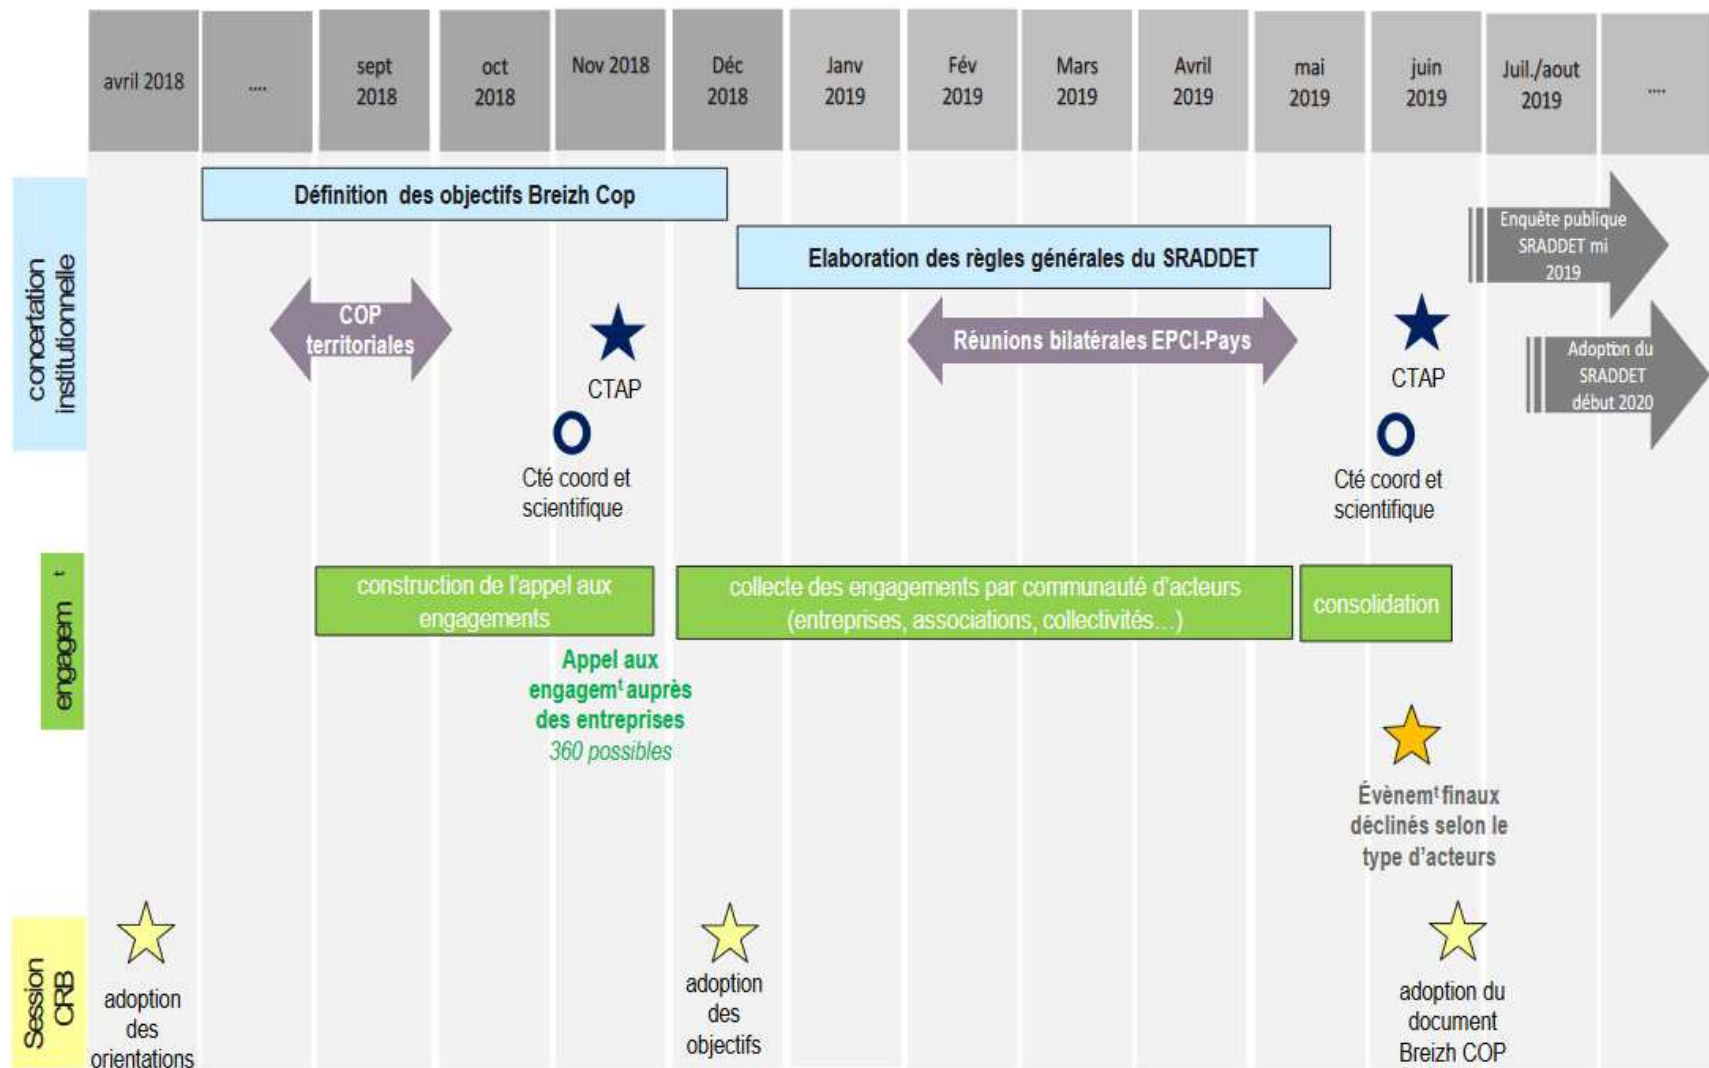 avril 2018
....
sept
2018
oct
2018
Nov 2018
Déc
2018
Janv
2019
Fév
2019
Mars
2019
Avril
2019
mai
2019
juin
2019
Juil./aout
2019
....
concertation
institutionnelle
Définition des objectifs Breizh Cop
Elaboration des règles générales du SRADDET
Enquête publique
SRADDET mi
2019
COP
territoriales
CTAP
Réunions bilatérales EPCI-Pays
CTAP
Adoption du
SRADDET
début 2020
Cté coord et
scientifique
Cté coord et
scientifique
engagem t
construction de l'appel aux
engagements
collecte des engagements par communauté d'acteurs
(entreprises, associations, collectivités…)
consolidation
Appel aux
engagemt auprès
des entreprises
360 possibles
Évènemt finaux
déclinés selon le
type d'acteurs
Session
CRB
adoption
des
orientations
adoption
des
objectifs
adoption du
document
Breizh COP